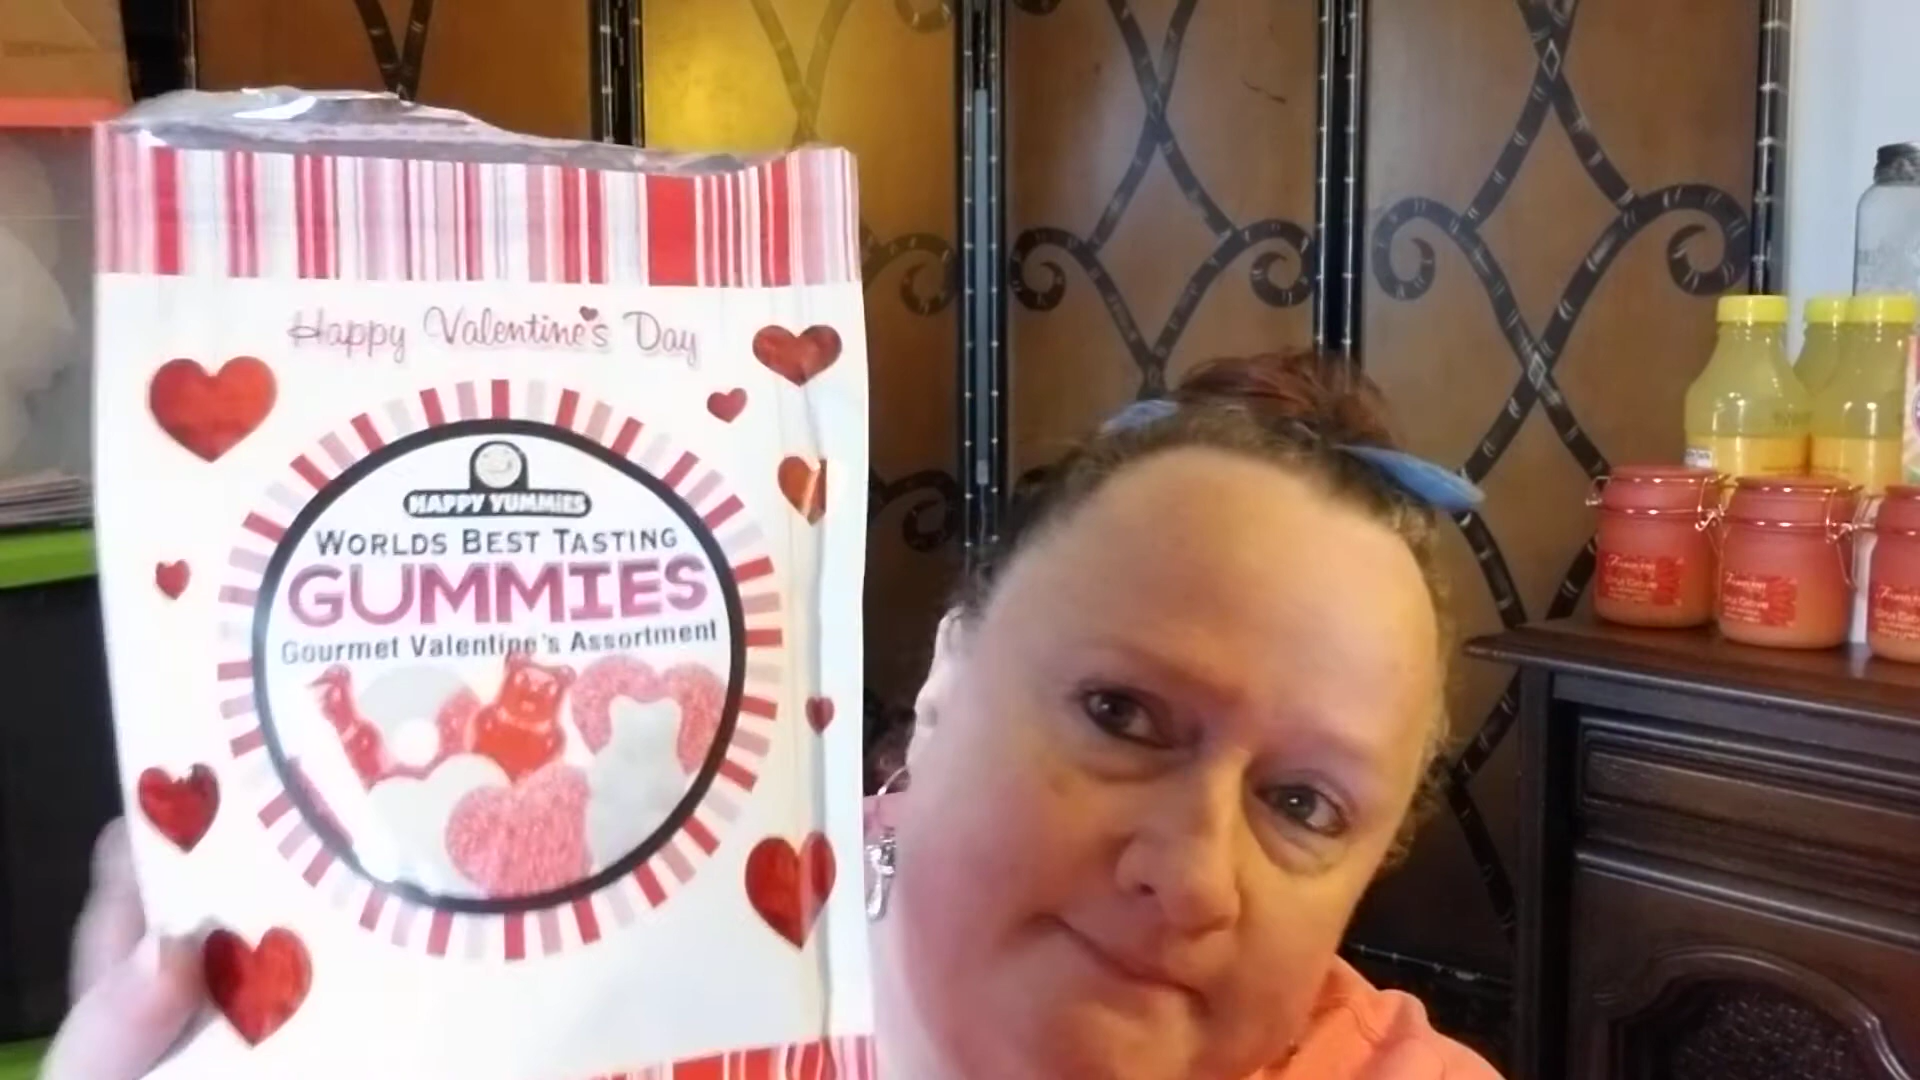 Happy Valentine's Day
HAPPY YUMMIES
WORLDS BEST TASTING
GUMMIES
Gourmet Valentine's Assortment